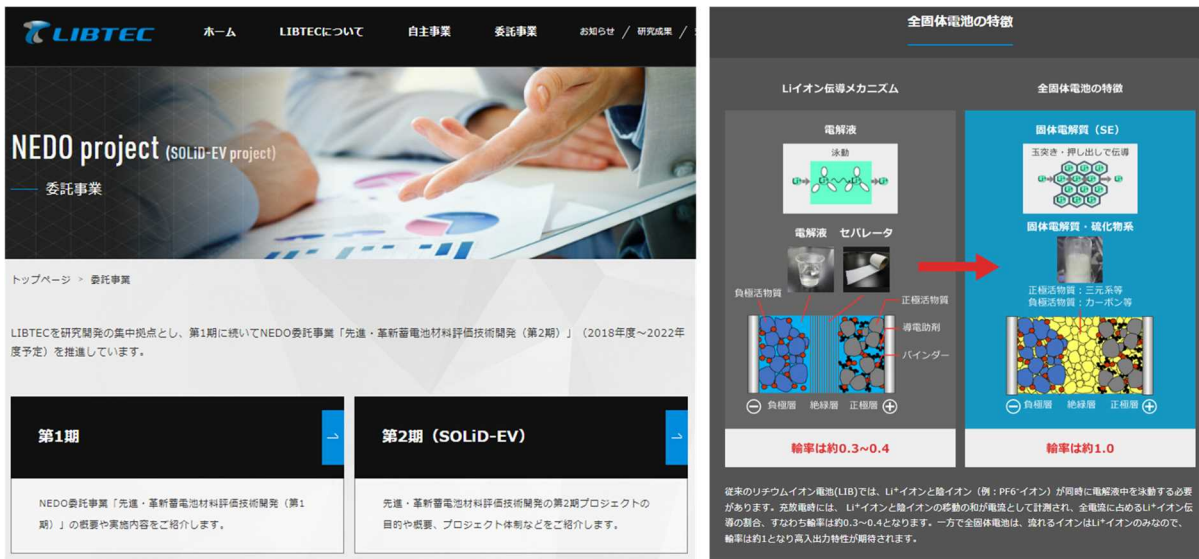 LIBTEC
ホーム LIBTECについて 自主事業 委託事業 お知らせ / 研究成果 /
NEDO project (SOLiD-EV project)
委託事業
トップページ > 委託事業
LIBTECを研究開発の集中拠点とし、第1期に続いてNEDO委託事業「先進・革新蓄電池材料評価技術開発（第2期）」（2018年度~2022年
度予定）を推進しています。
第1期
NEDO委託事業「先進・革新蓄電池材料評価技術開発（第1
期）」の概要や実施内容をご紹介します。
第2期（SOLiD-EV）
先進・革新蓄電池材料評価技術開発の第2期プロジェクトの
目的や概要、プロジェクト体制などをご紹介します。
全固体電池の特徴
Liイオン伝導メカニズム
電解液
泳動
電解液 セパレータ
負極活物質
正極活物質
導電助剤
バインダー
負極層 絶縁層 正極層
輸率は約0.3~0.4
全固体電池の特徴
固体電解質（SE）
玉突き・押し出しで伝導
固体電解質・硫化物系
正極活物質：三元系等
負極活物質：カーボン等
負極層 絶縁層 正極層
輸率は約1.0
従来のリチウムイオン電池(LIB)では、Li⁺イオンと陰イオン（例：PF6⁻イオン）が同時に電解液中を泳動する必要
があります。充放電時には、 Li⁺イオンと陰イオンの移動の和が電流として計測され、全電流に占めるLi⁺イオン伝
導の割合、すなわち輸率は約0.3~0.4となります。一方で全固体電池は、流れるイオンはLi⁺イオンのみなので、
輸率は約1となり高入出力特性が期待されます。